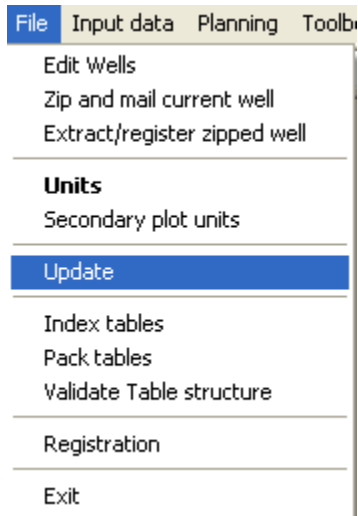 File Input data Planning Toolb
Edit Wells
Zip and mail current well
Extract/register zipped well
Units
Secondary plot units
Update
Index tables
Pack tables
Validate Table structure
Registration
Exit